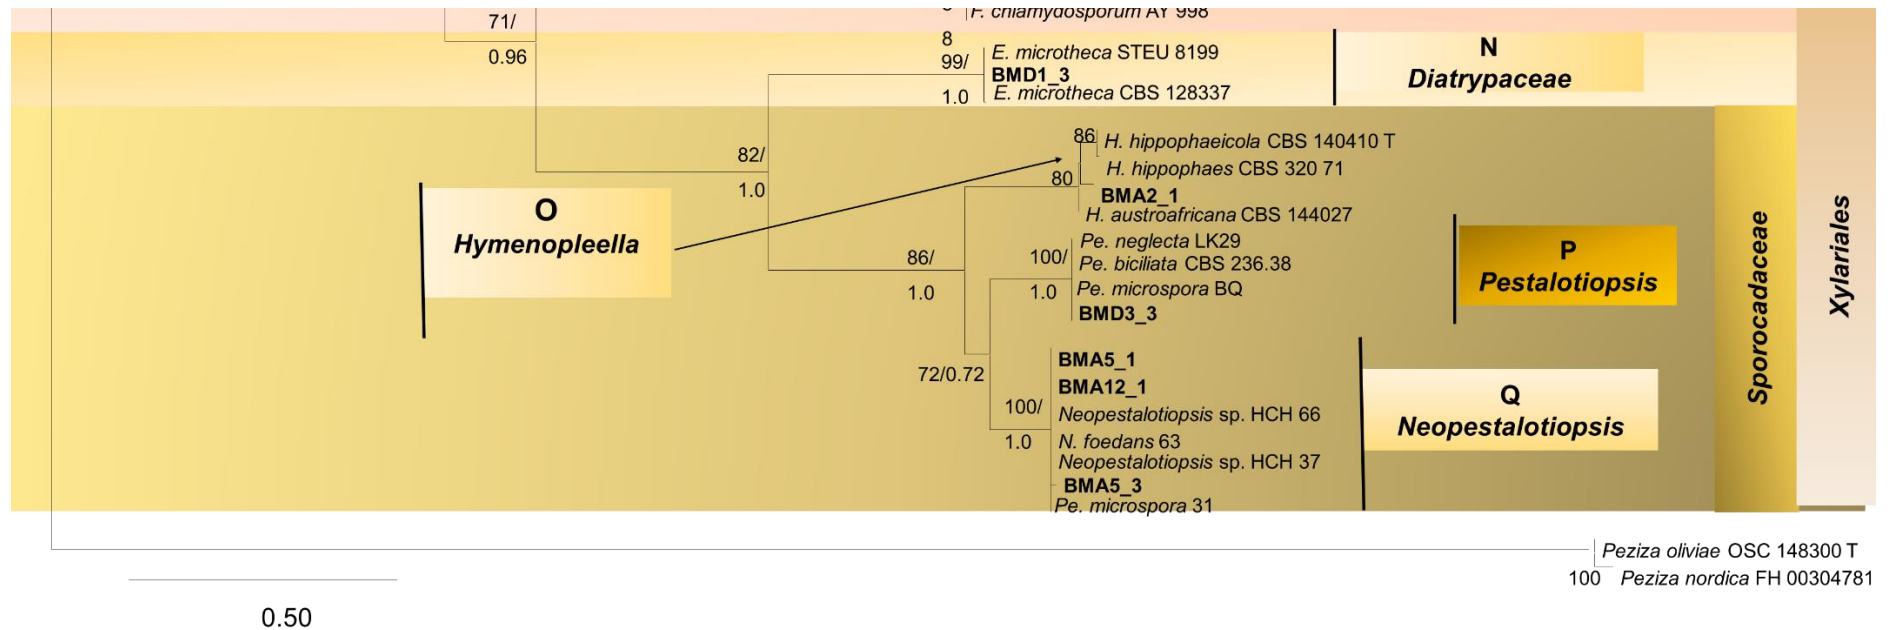 71/
0.96
F. chlamydosporum AY 998
8
99/
1.0
E. microtheca STEU 8199
BMD1_3
E. microtheca CBS 128337
N
Diatrypaceae
82/
1.0
86
H. hippophaeicola CBS 140410 T
H. hippophaes CBS 320 71
80
BMA2_1
H. austroafricana CBS 144027
O
Hymenopleella
86/
1.0
100/
1.0
Pe. neglecta LK29
Pe. biciliata CBS 236.38
Pe. microspora BQ
BMD3_3
P
Pestalotiopsis
72/0.72
100/
1.0
BMA5_1
BMA12_1
Neopestalotiopsis sp. HCH 66
N. foedans 63
Neopestalotiopsis sp. HCH 37
BMA5_3
Pe. microspora 31
Q
Neopestalotiopsis
Sporocadaceae
Xylariales
Peziza oliviae OSC 148300 T
100
Peziza nordica FH 00304781
0.50